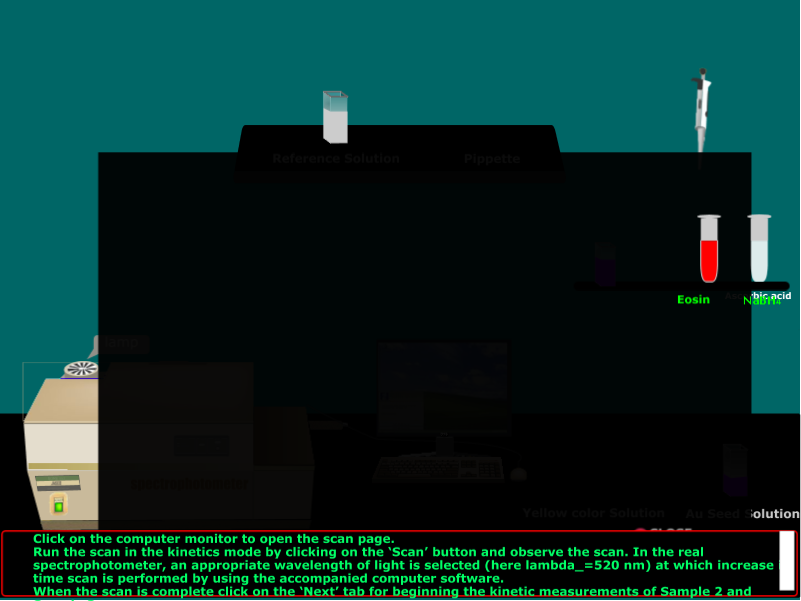 Reference Solution
Pippette
Eosin
Yellow color Solution
Au Seed Solution
CLOSE
Click on the computer monitor to open the scan page.
Run the scan in the kinetics mode by clicking on the ‘Scan’ button and observe the scan. In the real
spectrophotometer, an appropriate wavelength of light is selected (here lambda_=520 nm) at which increase
time scan is performed by using the accompanied computer software.
When the scan is complete click on the ‘Next’ tab for beginning the kinetic measurements of Sample 2 and